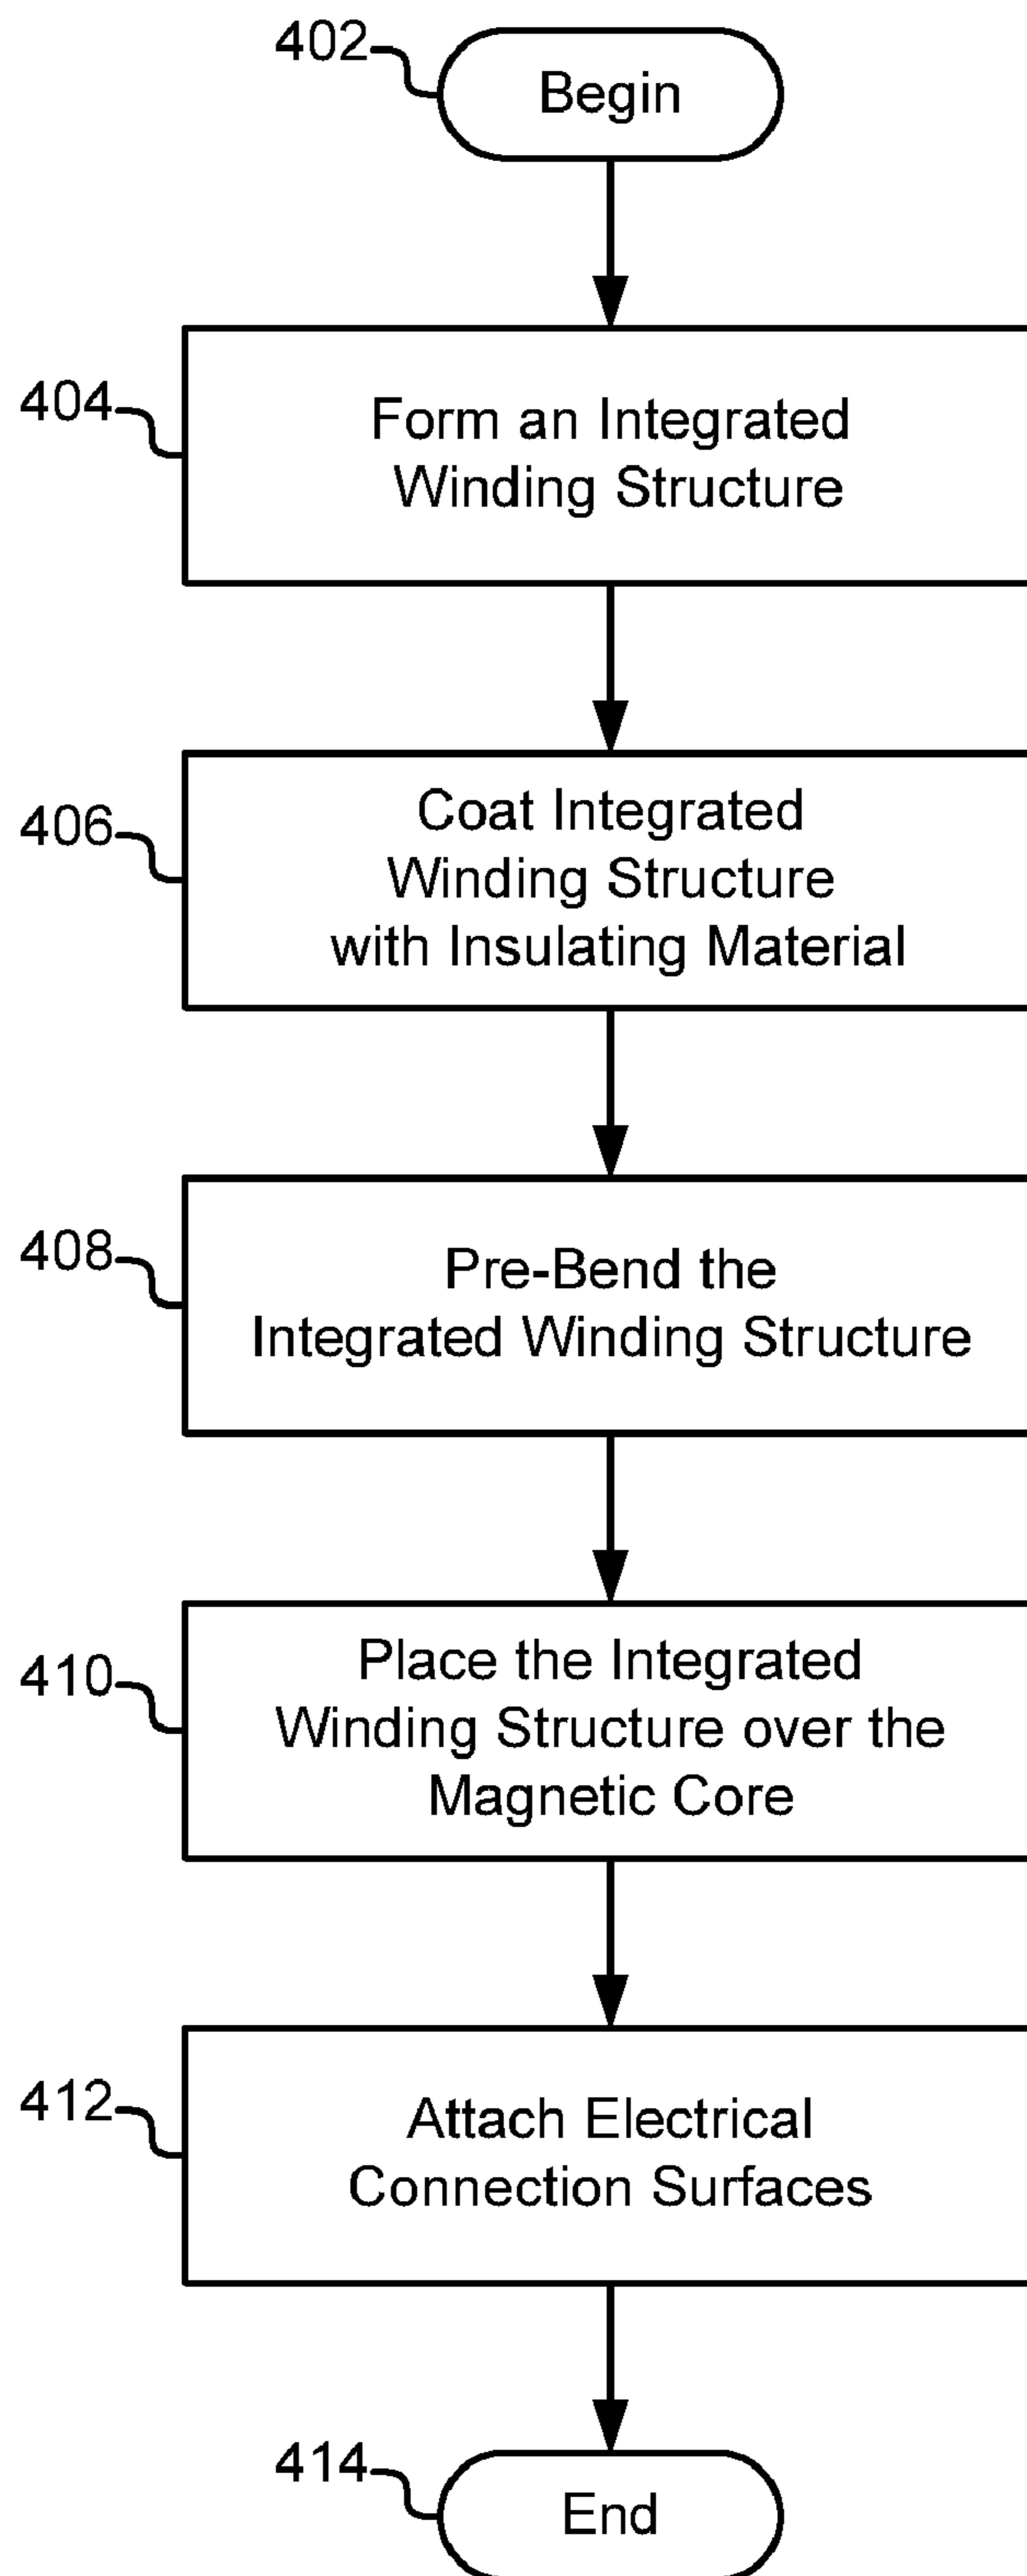 402
Begin
404
Form an Integrated
Winding Structure
406
Coat Integrated
Winding Structure
with Insulating Material
408
Pre-Bend the
Integrated Winding Structure
410
Place the Integrated
Winding Structure over the
Magnetic Core
412
Attach Electrical
Connection Surfaces
414
End